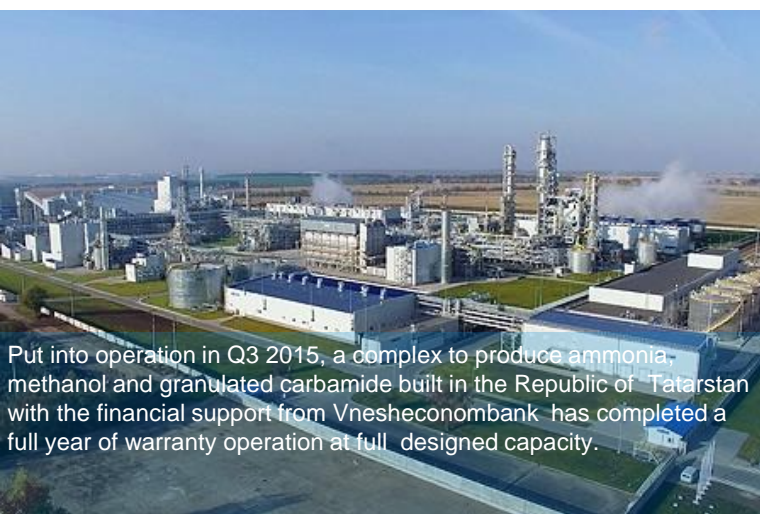 Put into operation in Q3 2015, a complex to produce ammonia,
methanol and granulated carbamide built in the Republic of Tatarstan
with the financial support from Vnesheconombank has completed a
full year of warranty operation at full designed capacity.